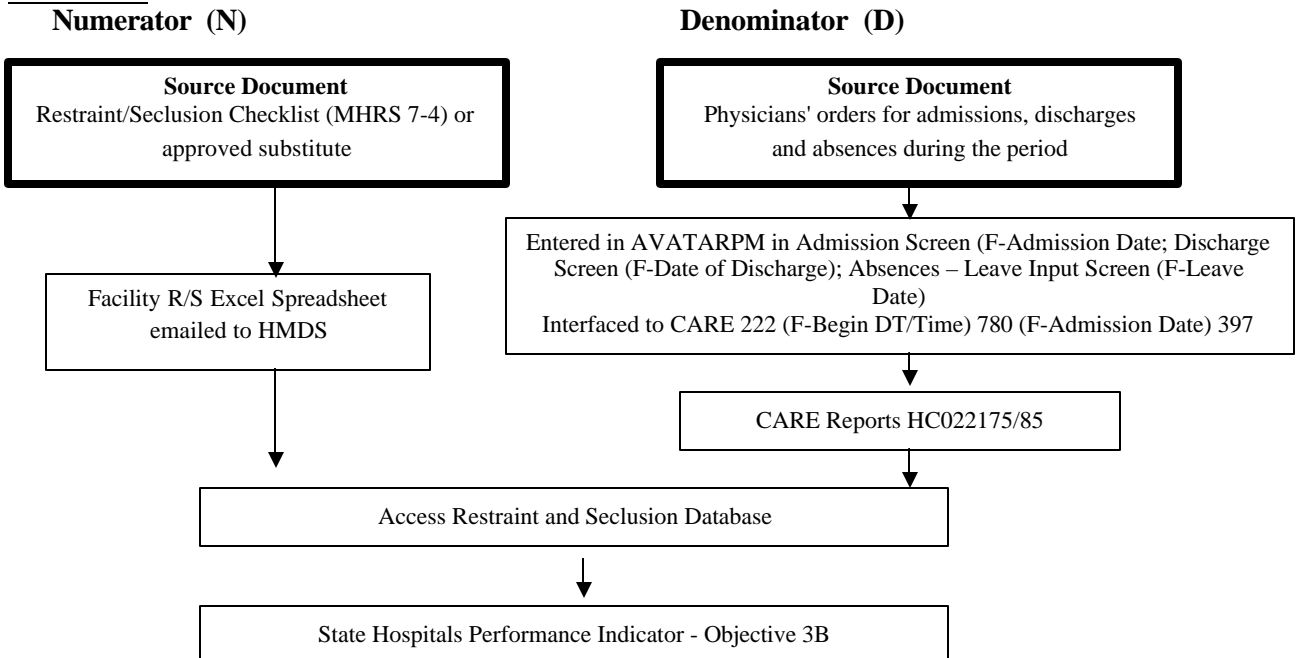 Numerator (N)
Denominator (D)
Source Document
Restraint/Seclusion Checklist (MHRS 7-4) or
approved substitute
Source Document
Physicians' orders for admissions, discharges
and absences during the period
Entered in AVATARPM in Admission Screen (F-Admission Date; Discharge
Screen (F-Date of Discharge); Absences – Leave Input Screen (F-Leave
Date)
Interfaced to CARE 222 (F-Begin DT/Time) 780 (F-Admission Date) 397
Facility R/S Excel Spreadsheet
emailed to HMDS
CARE Reports HC022175/85
Access Restraint and Seclusion Database
State Hospitals Performance Indicator - Objective 3B